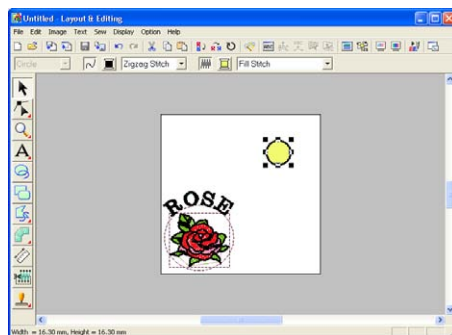 Untitled - Layout & Editing
File Edit Image Text Sew Display Option Help
Circle Zigzag Stitch Fill Stitch
A
ROSE
Width = 16.30 mm, Height = 16.30 mm